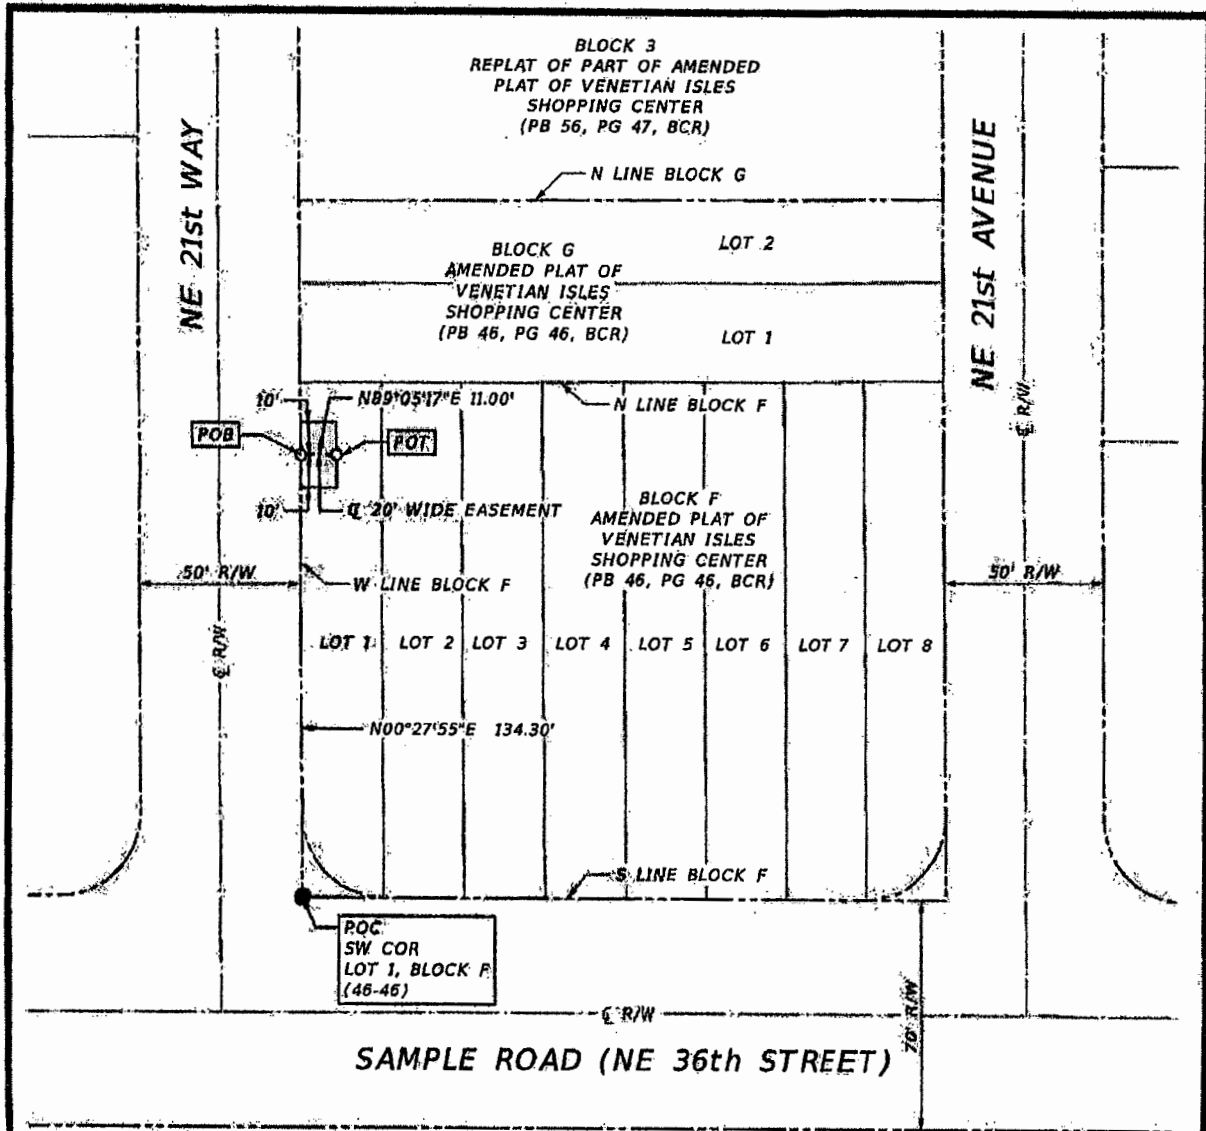 BLOCK 3
REPLAT OF PART OF AMENDED
PLAT OF VENETIAN ISLES
SHOPPING CENTER
(PB 56, PG 47, BCR)
NE 21st WAY
NE 21st AVENUE
N LINE BLOCK G
LOT 2
BLOCK G
AMENDED PLAT OF
VENETIAN ISLES
SHOPPING CENTER
(PB 46, PG 46, BCR)
LOT 1
10'
N89°05'17"E 11.00'
N LINE BLOCK F
POB
POT
℄ R/W
10'
℄ 20' WIDE EASEMENT
BLOCK F
AMENDED PLAT OF
VENETIAN ISLES
SHOPPING CENTER
(PB 46, PG 46, BCR)
50' R/W
W LINE BLOCK F
50' R/W
℄ R/W
LOT 1
LOT 2
LOT 3
LOT 4
LOT 5
LOT 6
LOT 7
LOT 8
N00°27'55"E 134.30'
S LINE BLOCK F
POC
SW COR
LOT 1, BLOCK F
(46-46)
℄ R/W
70' R/W
SAMPLE ROAD (NE 36th STREET)